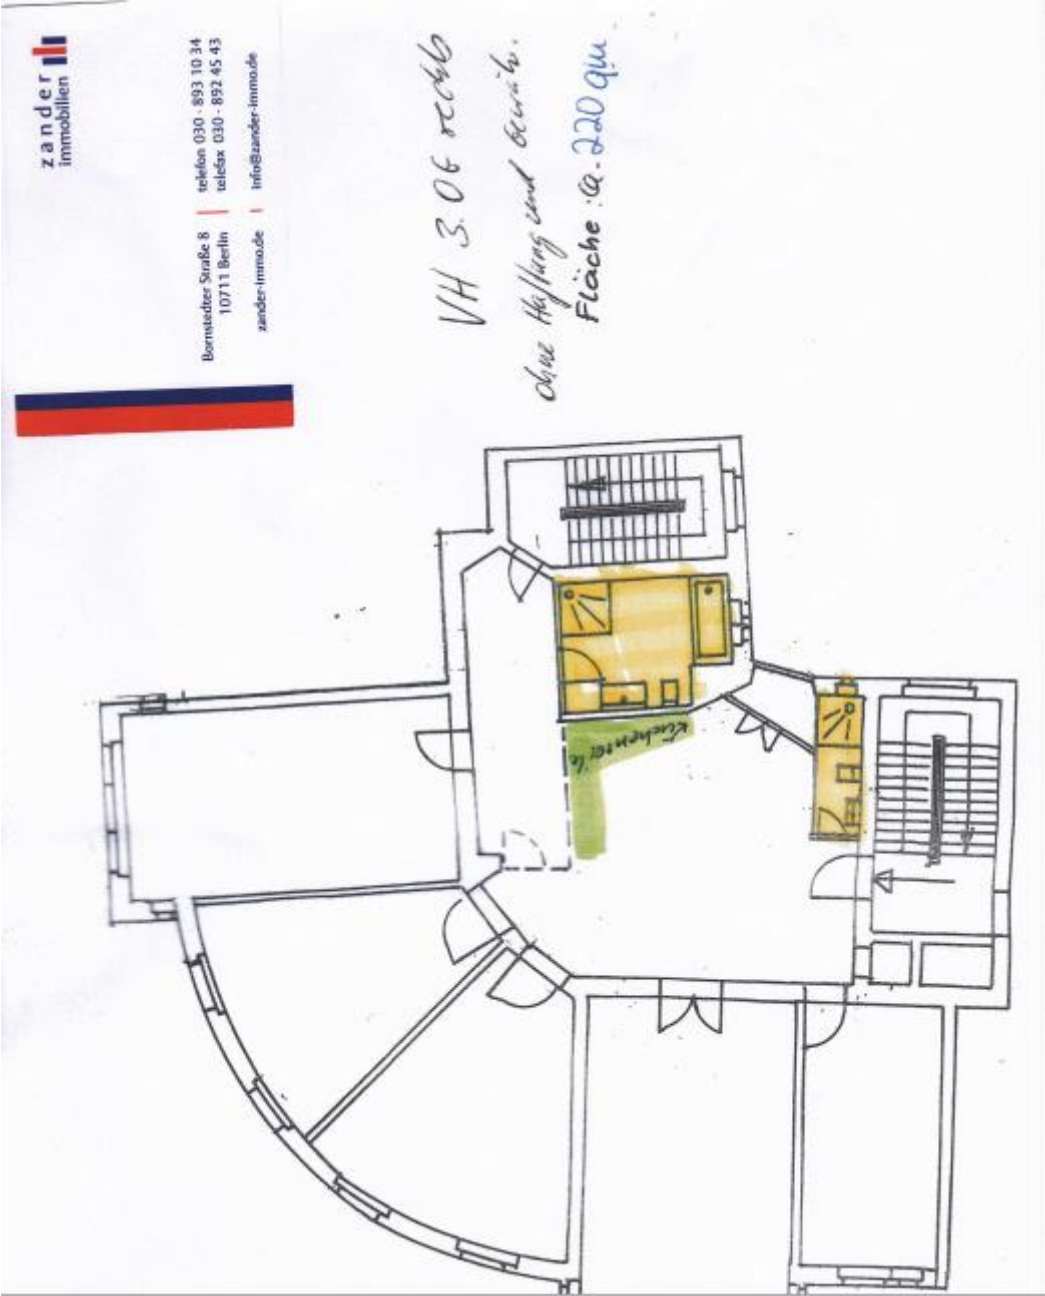 zander
immobilien
Bornstedter Straße 8 | telefon 030 - 893 10 34
10711 Berlin | telefax 030 - 892 45 43
zander-immo.de | info@zander-immo.de
VH 3.OG rechts
ohne Haftung und Gewähr.
Fläche: ca. 220 qm
Küchenzeile